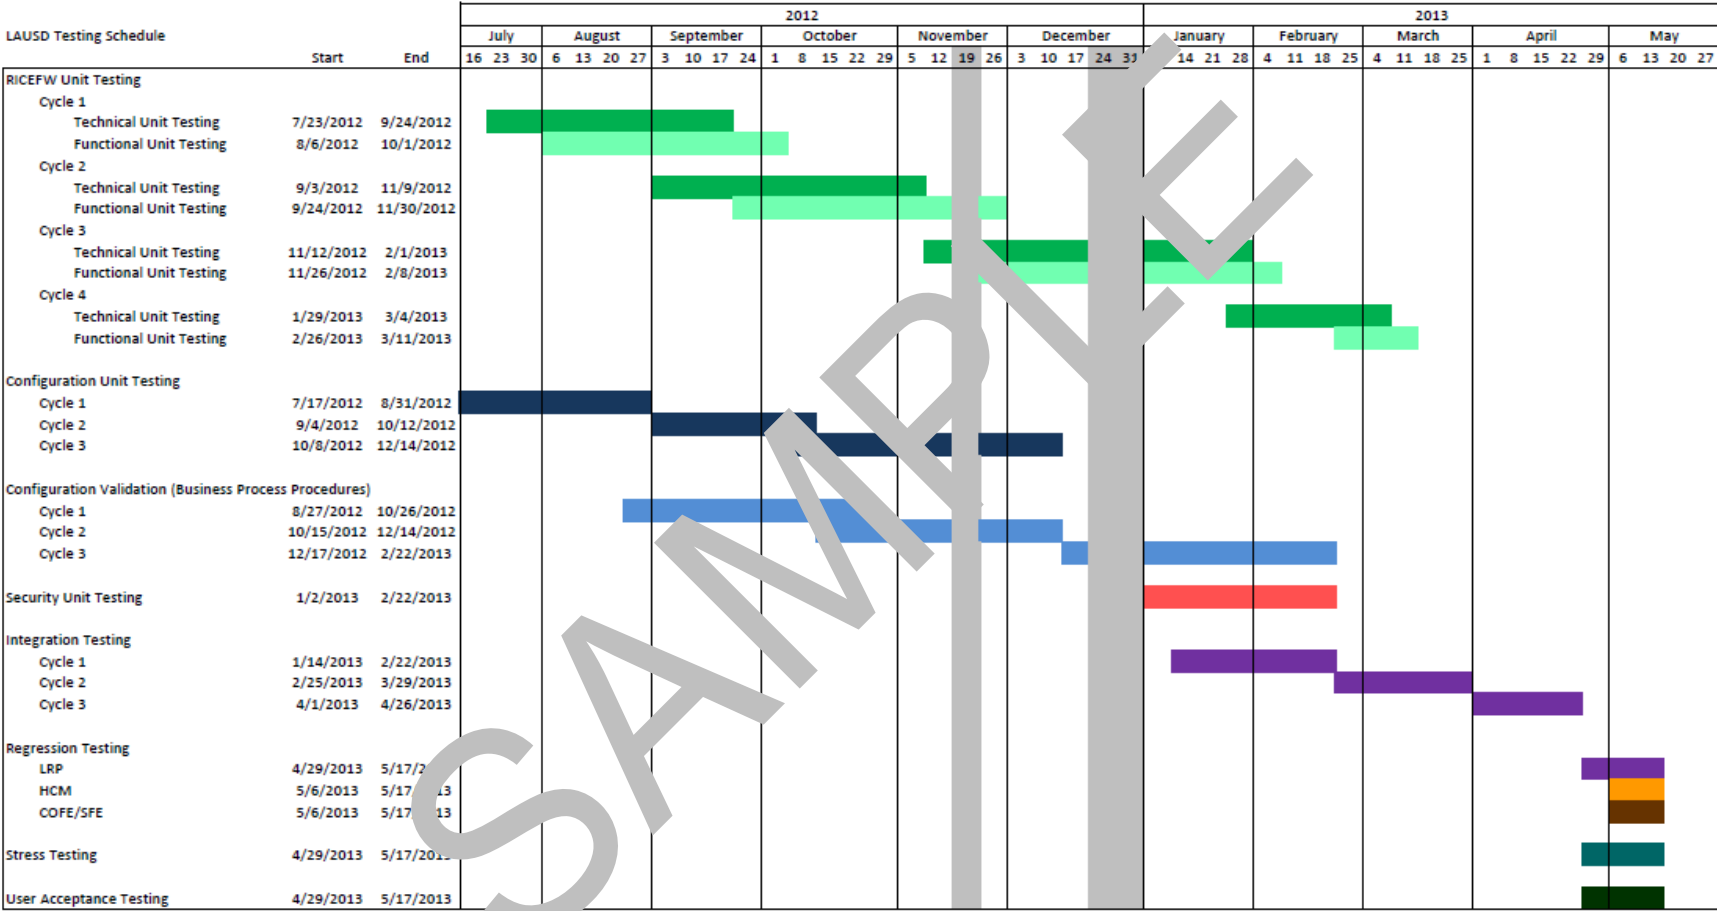 2012 2013
LAUSD Testing Schedule July August September October November December January February March April May
Start End 16 23 30 6 13 20 27 3 10 17 24 1 8 15 22 29 5 12 19 26 3 10 17 24 31 14 21 28 4 11 18 25 4 11 18 25 1 8 15 22 29 6 13 20 27
RICEFW Unit Testing
Cycle 1
Technical Unit Testing 7/23/2012 9/24/2012
Functional Unit Testing 8/6/2012 10/1/2012
Cycle 2
Technical Unit Testing 9/3/2012 11/9/2012
Functional Unit Testing 9/24/2012 11/30/2012
Cycle 3
Technical Unit Testing 11/12/2012 2/1/2013
Functional Unit Testing 11/26/2012 2/8/2013
Cycle 4
Technical Unit Testing 1/29/2013 3/4/2013
Functional Unit Testing 2/26/2013 3/11/2013
Configuration Unit Testing
Cycle 1 7/17/2012 8/31/2012
Cycle 2 9/4/2012 10/12/2012
Cycle 3 10/8/2012 12/14/2012
Configuration Validation (Business Process Procedures)
Cycle 1 8/27/2012 10/26/2012
Cycle 2 10/15/2012 12/14/2012
Cycle 3 12/17/2012 2/22/2013
Security Unit Testing 1/2/2013 2/22/2013
Integration Testing
Cycle 1 1/14/2013 2/22/2013
Cycle 2 2/25/2013 3/29/2013
Cycle 3 4/1/2013 4/26/2013
Regression Testing
LRP 4/29/2013
HCM 5/6/2013
COFE/SFE 5/6/2013
Stress Testing 4/29/2013 5/17/2013
User Acceptance Testing 4/29/2013 5/17/2013
SAMPLE